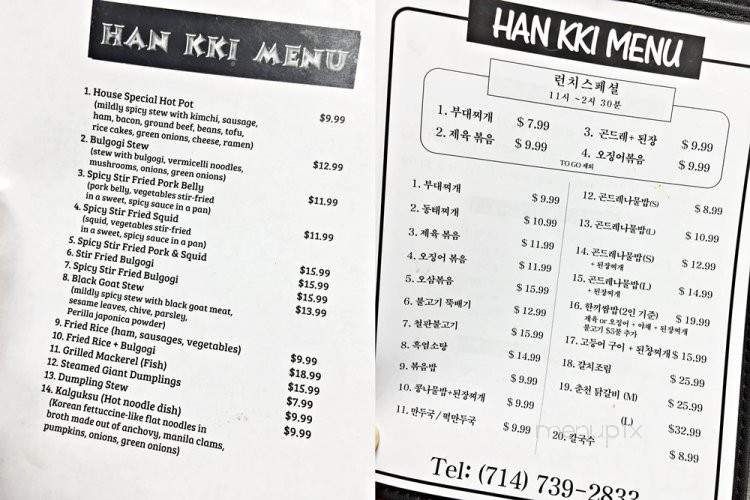 HAN KKI MENU
1. House Special Hot Pot $9.99
(mildly spicy stew with kimchi, sausage,
ham, bacon, ground beef, beans, tofu,
rice cakes, green onions, cheese, ramen)
2. Bulgogi Stew $12.99
(stew with bulgogi, vermicelli noodles,
mushrooms, onions, green onions)
3. Spicy Stir Fried Pork Belly $11.99
(pork belly, vegetables stir-fried
in a sweet, spicy sauce in a pan)
4. Spicy Stir Fried Squid $11.99
(squid, vegetables stir-fried
in a sweet, spicy sauce in a pan)
5. Spicy Stir Fried Pork & Squid $15.99
6. Stir Fried Bulgogi $15.99
7. Spicy Stir Fried Bulgogi $15.99
8. Black Goat Stew $13.99
(mildly spicy stew with black goat meat,
sesame leaves, chive, parsley,
Perilla japonica powder)
9. Fried Rice (ham, sausages, vegetables) $9.99
10. Fried Rice + Bulgogi $18.99
11. Grilled Mackerel (Fish) $15.99
12. Steamed Giant Dumplings $7.99
13. Dumpling Stew $9.99
14. Kalguksu (Hot noodle dish) $9.99
(Korean fettuccine-like flat noodles in
broth made out of anchovy, manila clams,
pumpkins, onions, green onions)
HAN KKI MENU
런치스페셜
11시 ~2시 30분
1. 부대찌개 $ 7.99
2. 제육 볶음 $ 9.99
3. 곤드레+ 된장 $ 9.99
4. 오징어볶음 $ 9.99
TO GO 제외
1. 부대찌개 $ 9.99
2. 동태찌개 $ 10.99
3. 제육 볶음 $ 11.99
4. 오징어 볶음 $ 11.99
5. 오삼볶음 $ 15.99
6. 불고기 뚝배기 $ 12.99
7. 철판불고기 $ 15.99
8. 흑염소탕 $ 14.99
9. 볶음밥 $ 9.99
10. 콩나물밥+된장찌개 $ 9.99
11. 만두국 / 떡만두국 $ 9.99
12. 곤드레나물밥(S) $ 8.99
13. 곤드레나물밥(L) $ 10.99
14. 곤드레나물밥(S)
+ 된장찌개 $ 12.99
15. 곤드레나물밥(L)
+ 된장찌개 $ 14.99
16. 한끼쌈밥(2인 기준) $ 19.99
제육 or 오징어 + 야채 + 된장찌개
불고기 $5불 추가
17. 고등어 구이 + 된장찌개 $ 15.99
18. 갈치조림 $ 25.99
19. 춘천 닭갈비 (M) $ 25.99
(L) $32.99
20. 칼국수 $ 8.99
menupix
Tel: (714) 739-2833